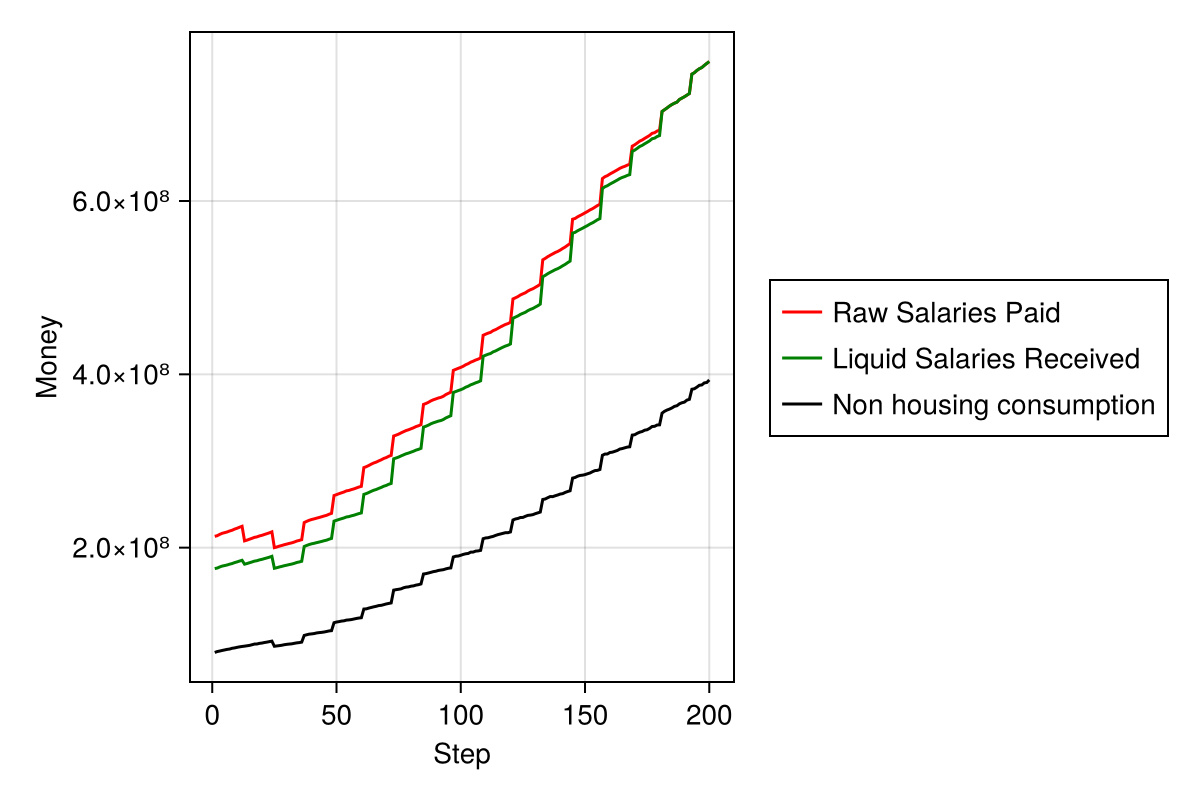 6.0×10⁸
4.0×10⁸
2.0×10⁸
Money
0 50 100 150 200
Step
Raw Salaries Paid
Liquid Salaries Received
Non housing consumption